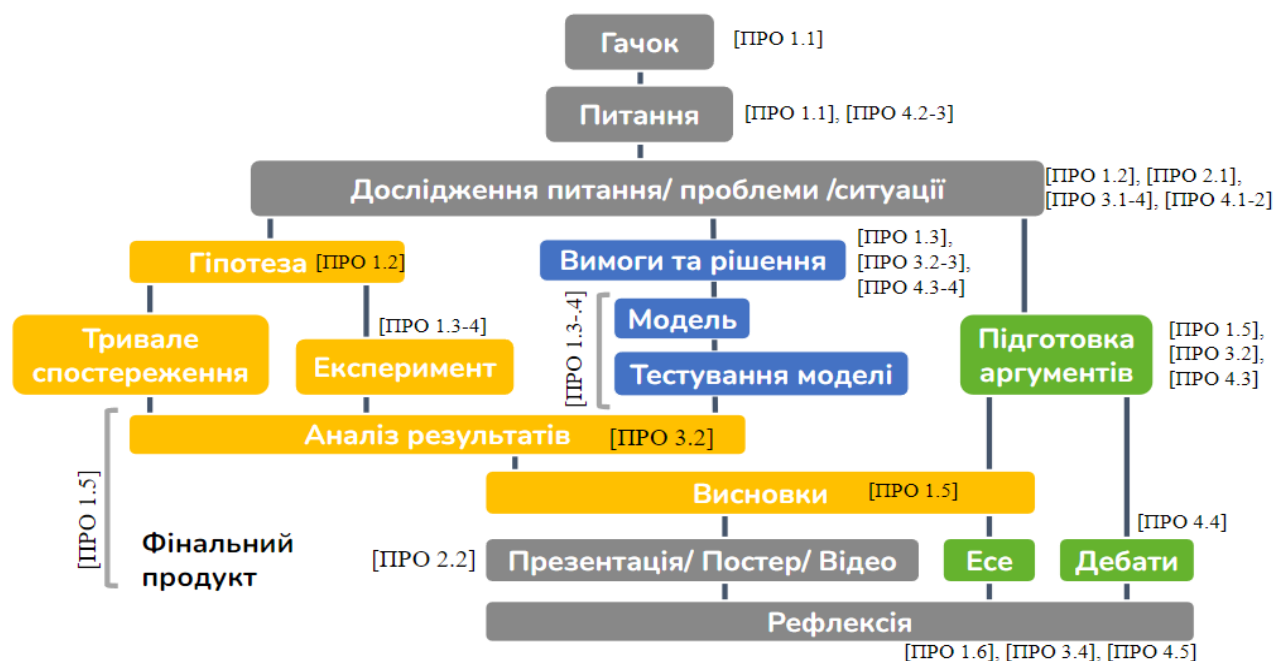 Гачок
[ПРО 1.1]
Питання
[ПРО 1.1], [ПРО 4.2-3]
Дослідження питання/ проблеми /ситуації
[ПРО 1.2], [ПРО 2.1],
[ПРО 3.1-4], [ПРО 4.1-2]
Гіпотеза [ПРО 1.2]
Вимоги та рішення
[ПРО 1.3],
[ПРО 3.2-3],
[ПРО 4.3-4]
Тривале
спостереження
[ПРО 1.3-4]
Експеримент
[ПРО 1.3-.4]
Модель
Тестування моделі
Підготовка
аргументів
[ПРО 1.5],
[ПРО 3.2],
[ПРО 4.3]
Аналіз результатів [ПРО 3.2]
Висновки [ПРО 1.5]
[ПРО 1.5]
Фінальний
продукт
[ПРО 2.2]
Презентація/ Постер/ Відео
Есе
[ПРО 4.4]
Дебати
Рефлексія
[ПРО 1.6], [ПРО 3.4], [ПРО 4.5]